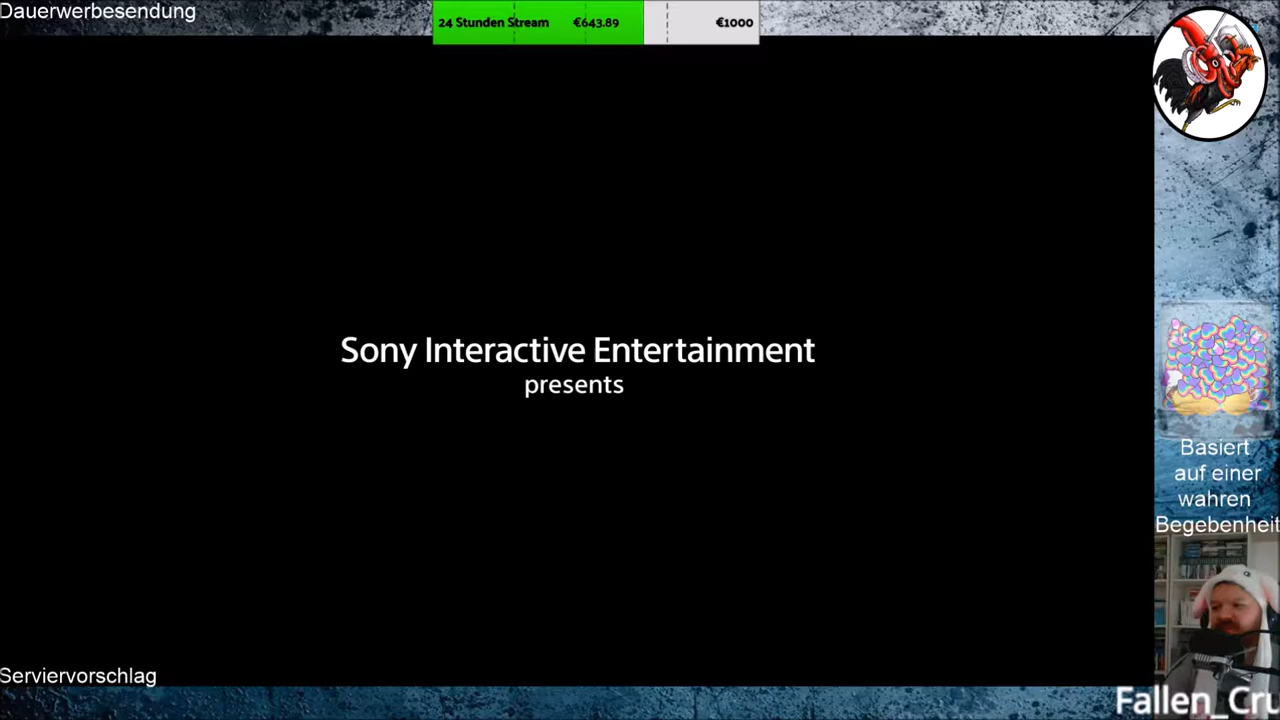 Dauerwerbesendung
24 Stunden Stream €643.89 €1000
Sony Interactive Entertainment
presents
Basiert
auf einer
wahren
Begebenheit
Serviervorschlag
Fallen_Cru